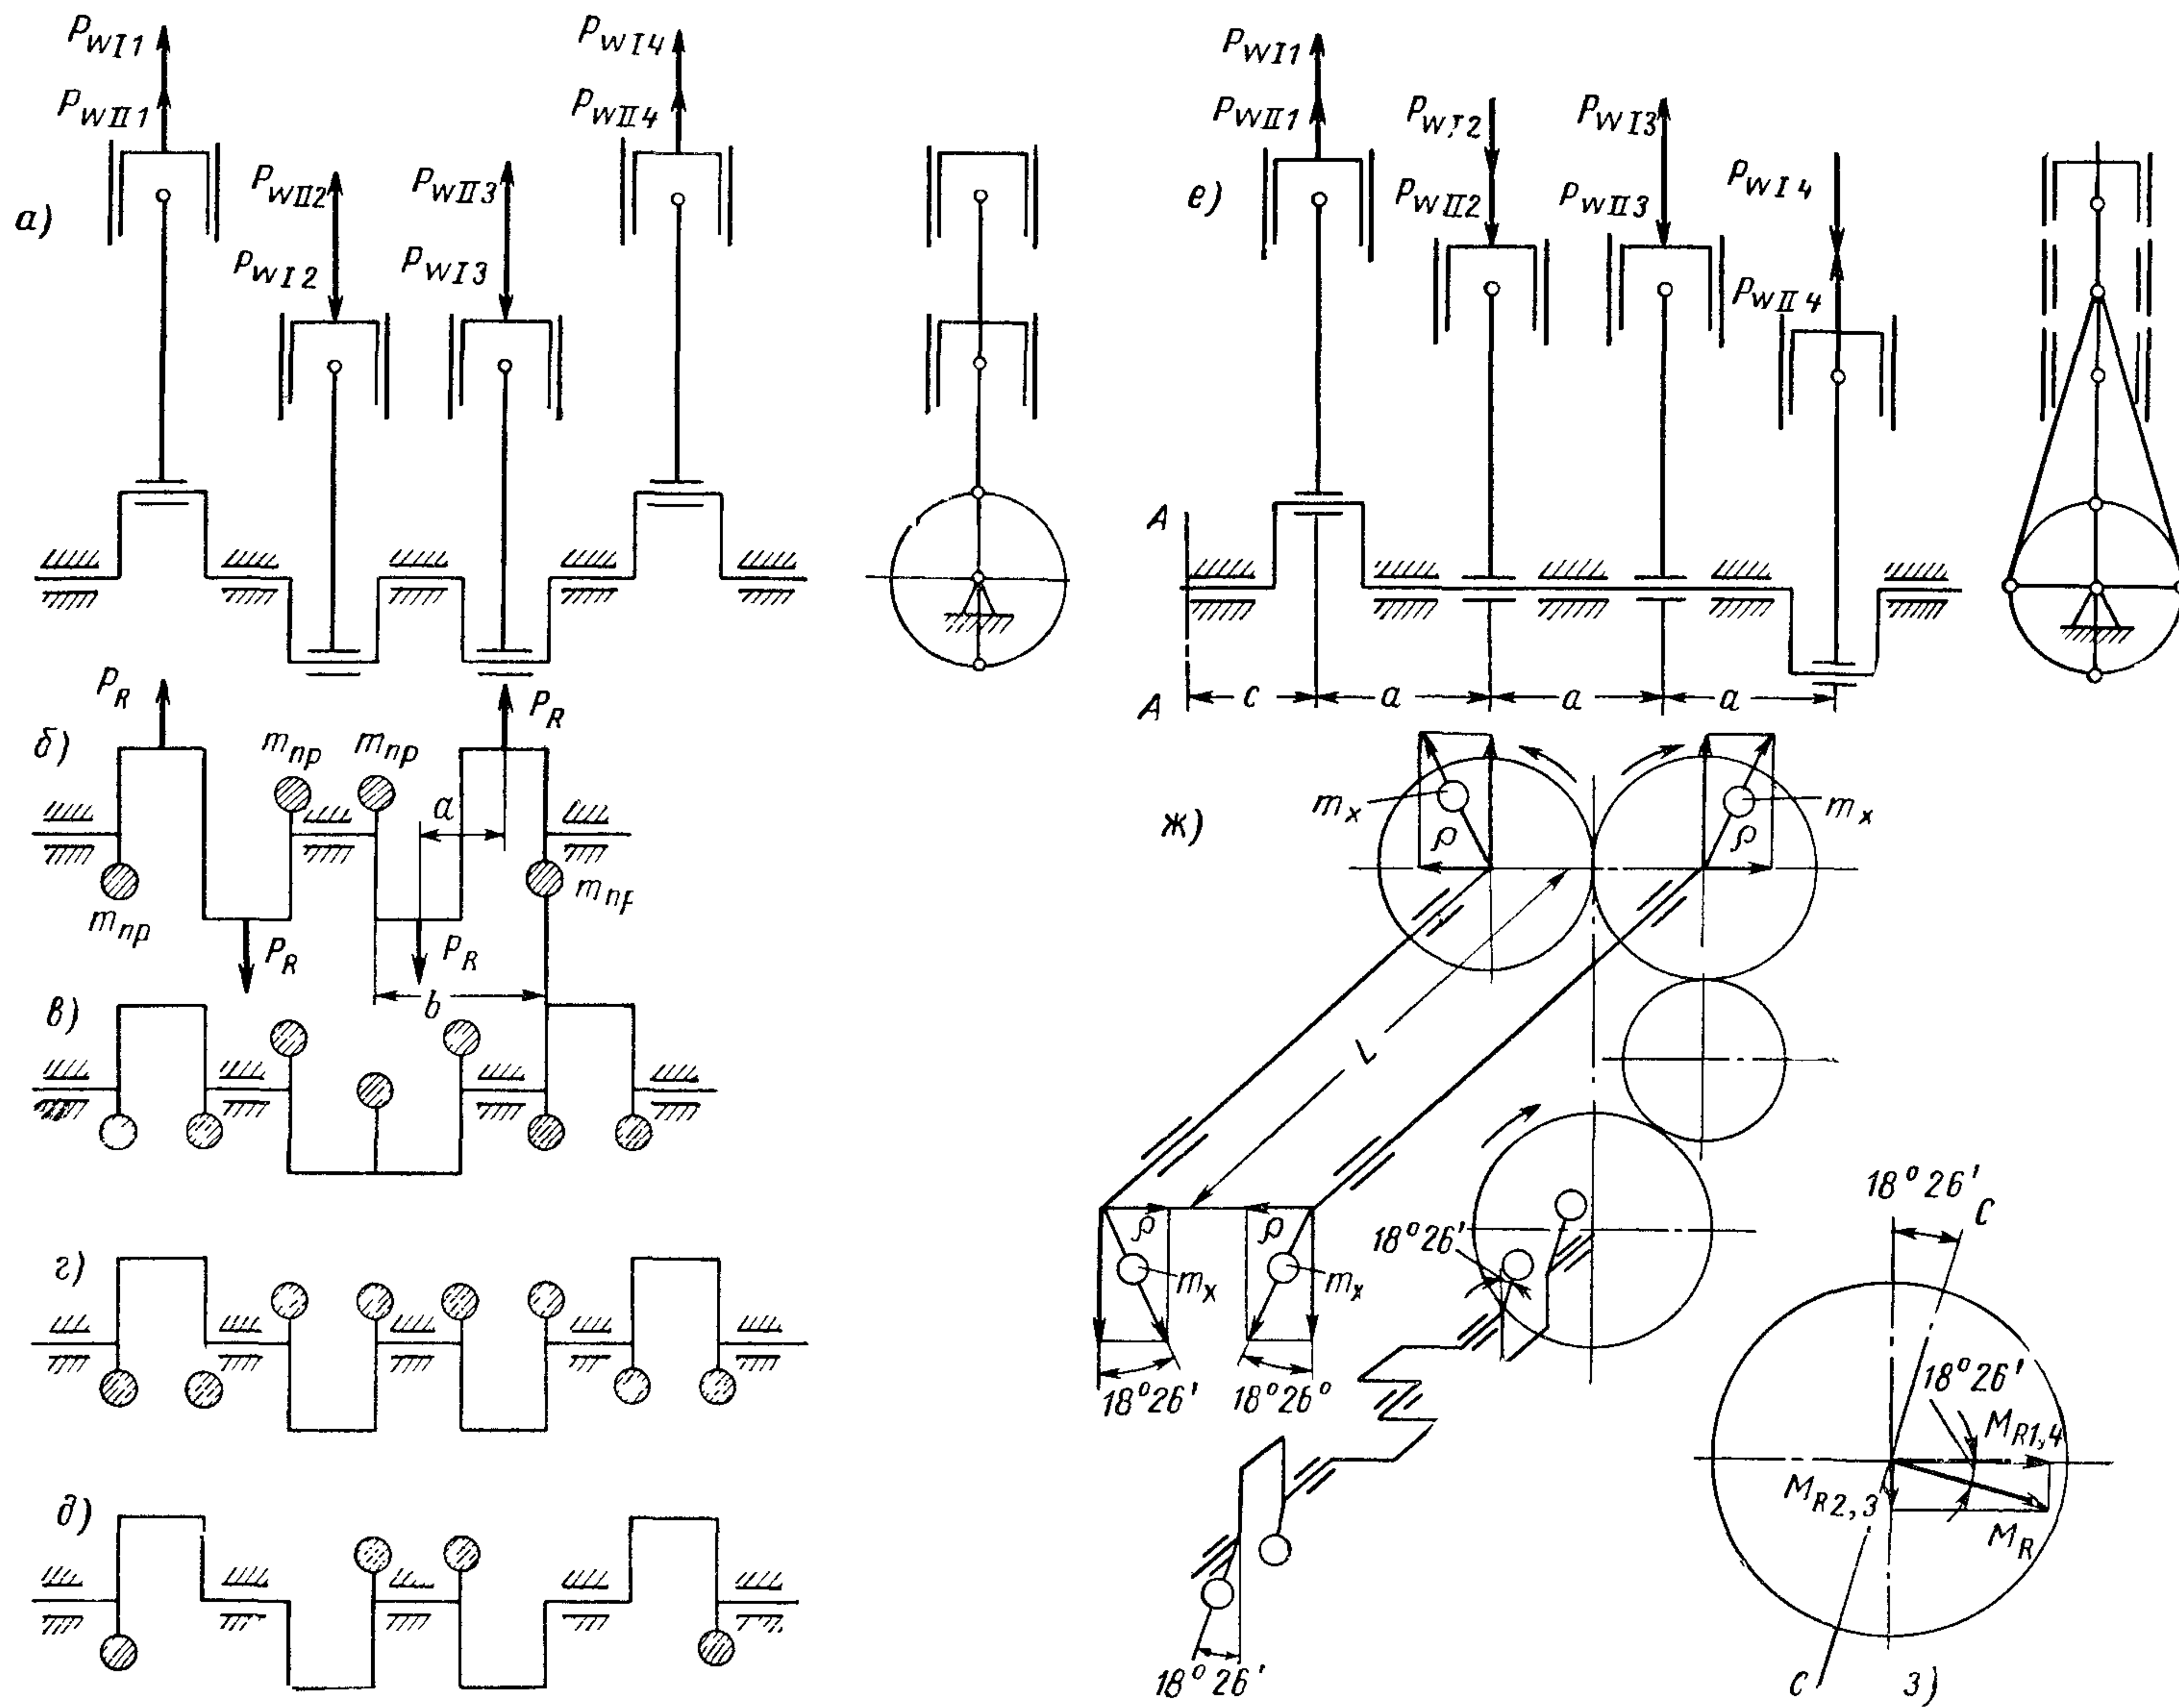 P_WI1
P_WII1
а)
P_WII2
P_WI2
P_WII3
P_WI3
P_WI4
P_WII4
P_R
P_R
б)
m_пр
m_пр
a
m_пр
m_пр
P_R
P_R
b
в)
г)
д)
P_WI1
P_WII1
е)
P_WI2
P_WII2
P_WI3
P_WII3
P_WI4
P_WII4
A
A
c
a
a
a
ж)
m_x
ρ
ρ
m_x
L
ρ
ρ
m_x
m_x
18°26'
18°26°
18°26'
18°26'
18°26'
C
18°26'
M_R1,4
M_R2,3
M_R
C
з)